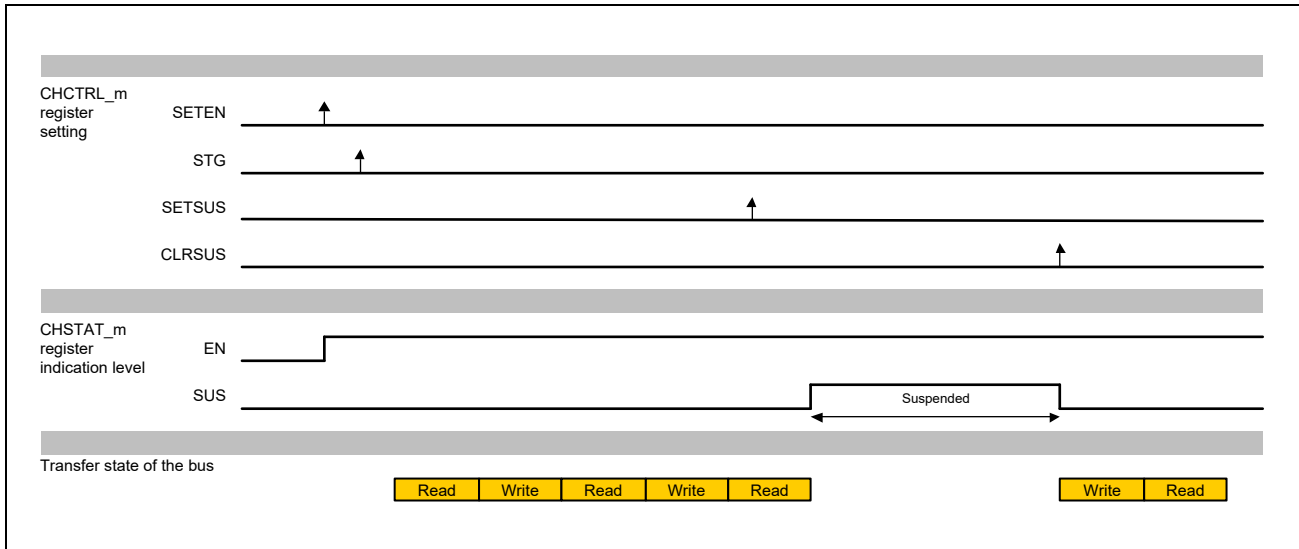 CHCTRL_m
register
setting
SETEN
STG
SETSUS
CLRSUS
CHSTAT_m
register
indication level
EN
SUS
Suspended
Transfer state of the bus
Read Write Read Write Read Write Read